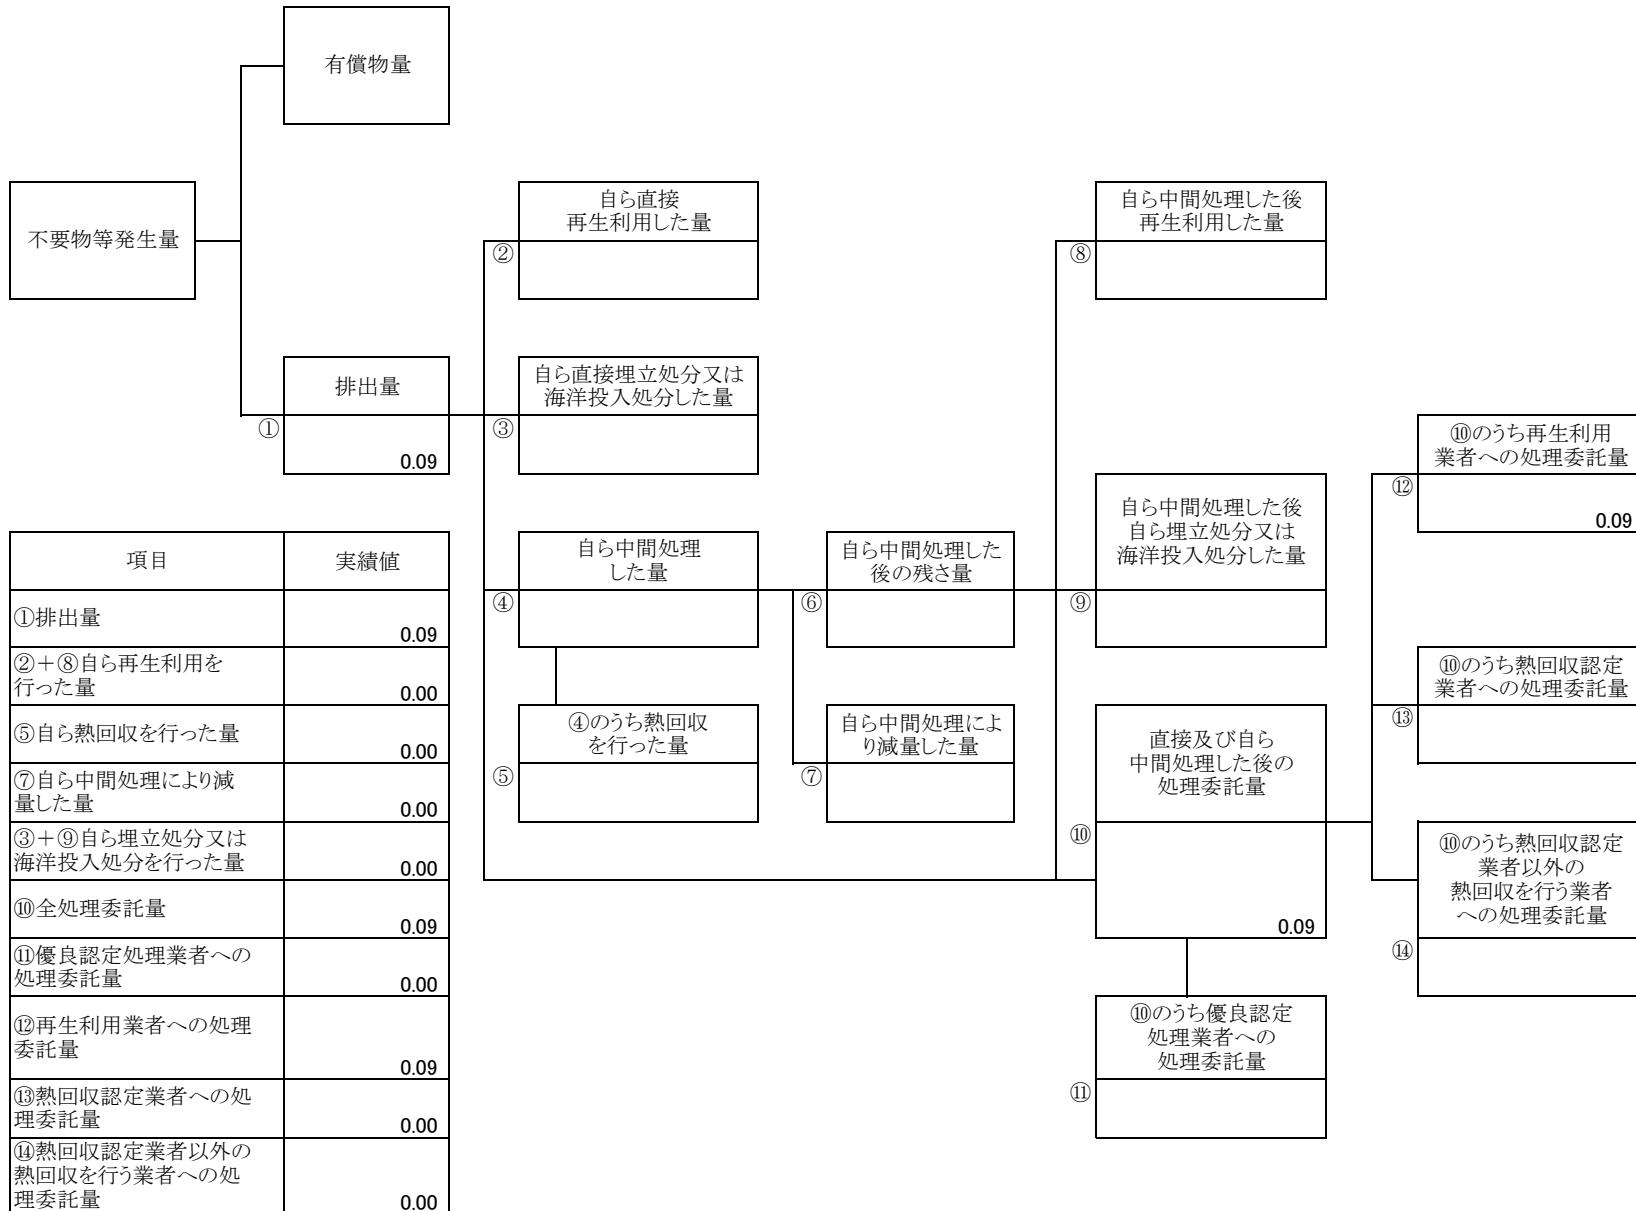 有償物量
不要物等発生量
自ら直接
再生利用した量
②
自ら中間処理した後
再生利用した量
⑧
排出量
①
0.09
自ら直接埋立処分又は
海洋投入処分した量
③
⑩のうち再生利用
業者への処理委託量
⑫
0.09
自ら中間処理した後
自ら埋立処分又は
海洋投入処分した量
⑨
自ら中間処理
した量
④
自ら中間処理した
後の残さ量
⑥
⑩のうち熱回収認定
業者への処理委託量
⑬
④のうち熱回収
を行った量
⑤
自ら中間処理によ
り減量した量
⑦
直接及び自ら
中間処理した後の
処理委託量
⑩
0.09
⑩のうち熱回収認定
業者以外の
熱回収を行う業者
への処理委託量
⑭
⑩のうち優良認定
処理業者への
処理委託量
⑪
項目
実績値
①排出量
0.09
②＋⑧自ら再生利用を
行った量
0.00
⑤自ら熱回収を行った量
0.00
⑦自ら中間処理により減
量した量
0.00
③＋⑨自ら埋立処分又は
海洋投入処分を行った量
0.00
⑩全処理委託量
0.09
⑪優良認定処理業者への
処理委託量
0.00
⑫再生利用業者への処理
委託量
0.09
⑬熱回収認定業者への処
理委託量
0.00
⑭熱回収認定業者以外の
熱回収を行う業者への処
理委託量
0.00